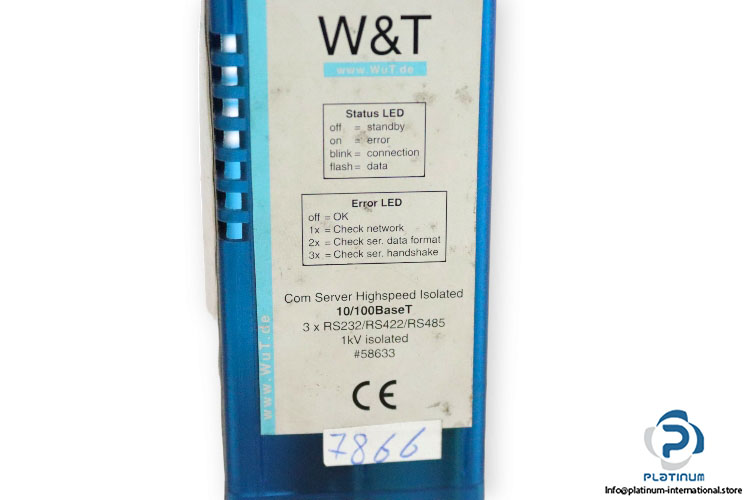 W&T
www.WuT.de
Status LED
off = standby
on = error
blink = connection
flash = data
Error LED
off = OK
1x = Check network
2x = Check ser. data format
3x = Check ser. handshake
Com Server Highspeed Isolated
10/100BaseT
3 x RS232/RS422/RS485
1kV isolated
#58633
CE
www.WuT.de
7866
PLATINUM
Info@platinum-international.store